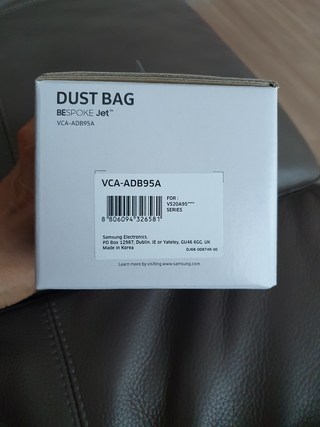 DUST BAG
BESPOKE Jet™
VCA-ADB95A
VCA-ADB95A
FOR :
VS20A95****
SERIES
8 806094 326581
Samsung Electronics.
PO Box 12987, Dublin. IE or Yateley, GU46 6GG. UK
Made in Korea
Learn more by visiting www.samsung.com